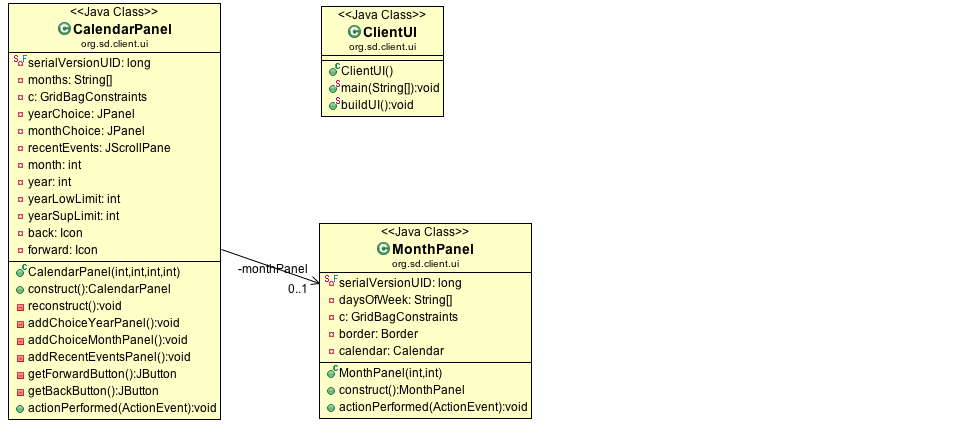 <<Java Class>>
CalendarPanel
org.sd.client.ui
serialVersionUID: long
months: String[]
c: GridBagConstraints
yearChoice: JPanel
monthChoice: JPanel
recentEvents: JScrollPane
month: int
year: int
yearLowLimit: int
yearSupLimit: int
back: Icon
forward: Icon
CalendarPanel(int,int,int,int)
construct():CalendarPanel
reconstruct():void
addChoiceYearPanel():void
addChoiceMonthPanel():void
addRecentEventsPanel():void
getForwardButton():JButton
getBackButton():JButton
actionPerformed(ActionEvent):void
<<Java Class>>
ClientUI
org.sd.client.ui
ClientUI()
main(String[]):void
buildUI():void
-monthPanel
0..1
<<Java Class>>
MonthPanel
org.sd.client.ui
serialVersionUID: long
daysOfWeek: String[]
c: GridBagConstraints
border: Border
calendar: Calendar
MonthPanel(int,int)
construct():MonthPanel
actionPerformed(ActionEvent):void